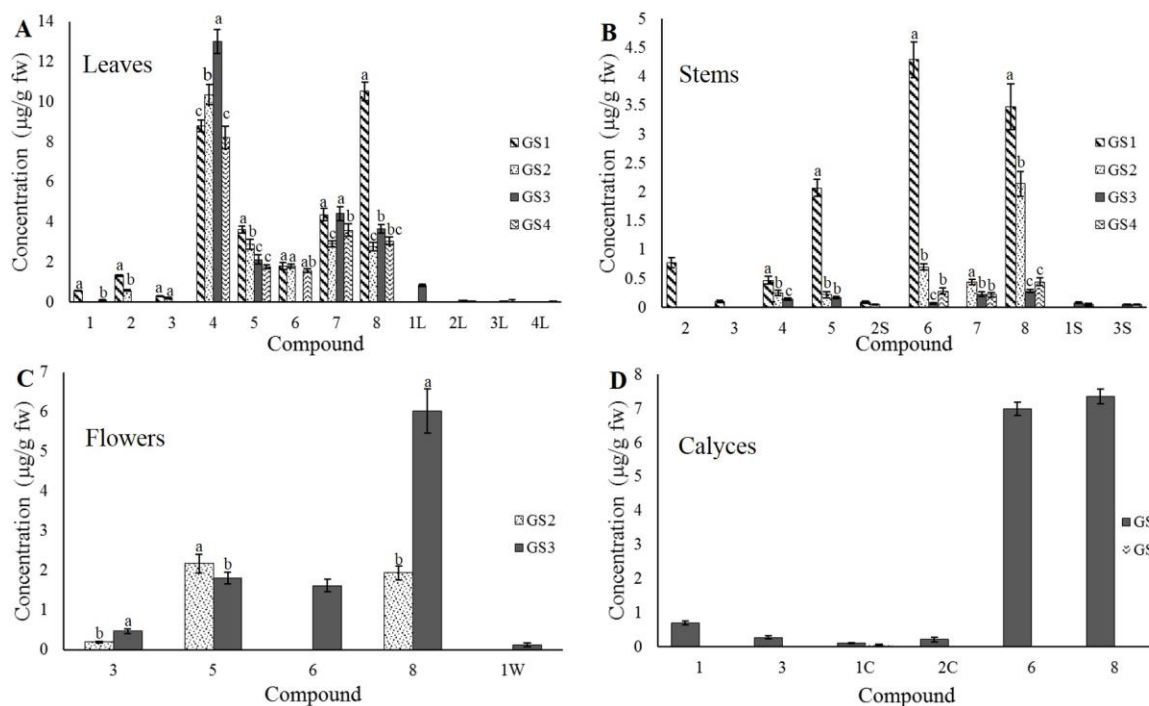 A
Leaves
Concentration (µg/g fw)
14
12
10
8
6
4
2
0
c b a c
a b c c
a a ab
a c a b
a c b bc
a b
a b
a a
1 2 3 4 5 6 7 8 1L 2L 3L 4L
Compound
GS1
GS2
GS3
GS4
B
Stems
Concentration (µg/g fw)
5
4.5
4
3.5
3
2.5
2
1.5
1
0.5
0
a b c
a b b
a b c c
a b b
a b d c
2 3 4 5 2S 6 7 8 1S 3S
Compound
GS1
GS2
GS3
GS4
C
Flowers
Concentration (µg/g fw)
7
6
5
4
3
2
1
0
b a
a b
b a
3 5 6 8 1W
Compound
GS2
GS3
D
Calyces
Concentration (µg/g fw)
8
7
6
5
4
3
2
1
0
1 3 1C 2C 6 8
Compound
GS
GS